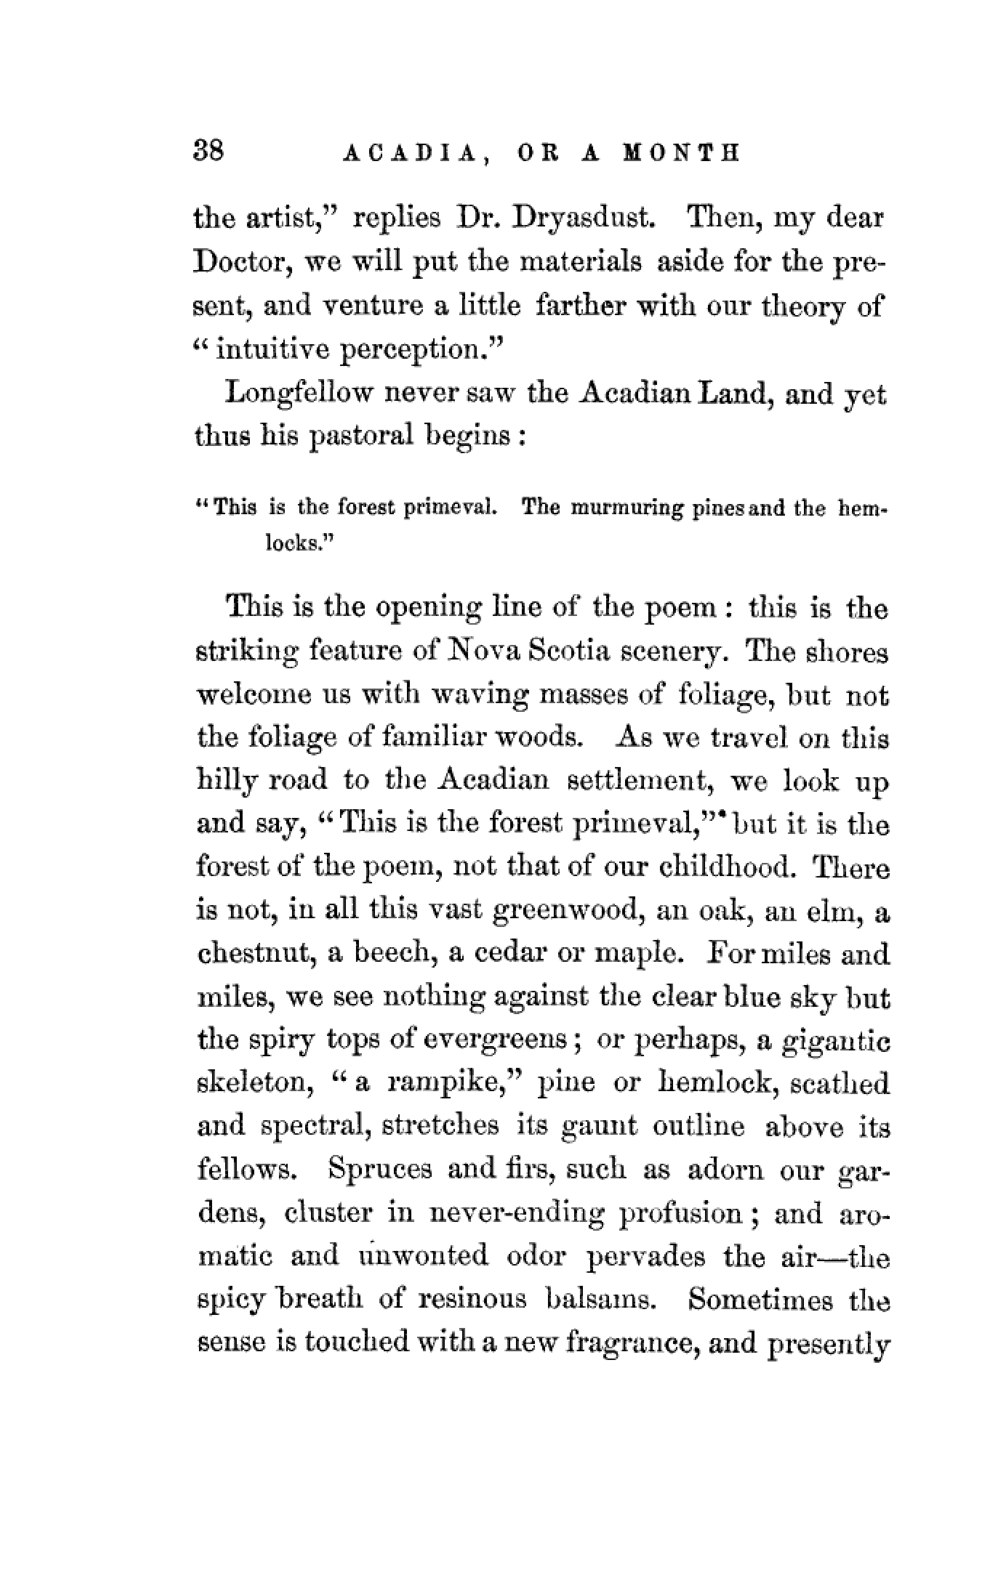 38 ACADIA, OR A MONTH
the artist,” replies Dr. Dryasdust. Then, my dear
Doctor, we will put the materials aside for the pre-
sent, and venture a little farther with our theory of
“intuitive perception.”
Longfellow never saw the Acadian Land, and yet
thus his pastoral begins :
“This is the forest primeval. The murmuring pines and the hem-
locks.”
This is the opening line of the poem : this is the
striking feature of Nova Scotia scenery. The shores
welcome us with waving masses of foliage, but not
the foliage of familiar woods. As we travel on this
hilly road to the Acadian settlement, we look up
and say, “This is the forest primeval,” but it is the
forest of the poem, not that of our childhood. There
is not, in all this vast greenwood, an oak, an elm, a
chestnut, a beech, a cedar or maple. For miles and
miles, we see nothing against the clear blue sky but
the spiry tops of evergreens ; or perhaps, a gigantic
skeleton, “a rampike,” pine or hemlock, scathed
and spectral, stretches its gaunt outline above its
fellows. Spruces and firs, such as adorn our gar-
dens, cluster in never-ending profusion ; and aro-
matic and unwonted odor pervades the air—the
spicy breath of resinous balsams. Sometimes the
sense is touched with a new fragrance, and presently